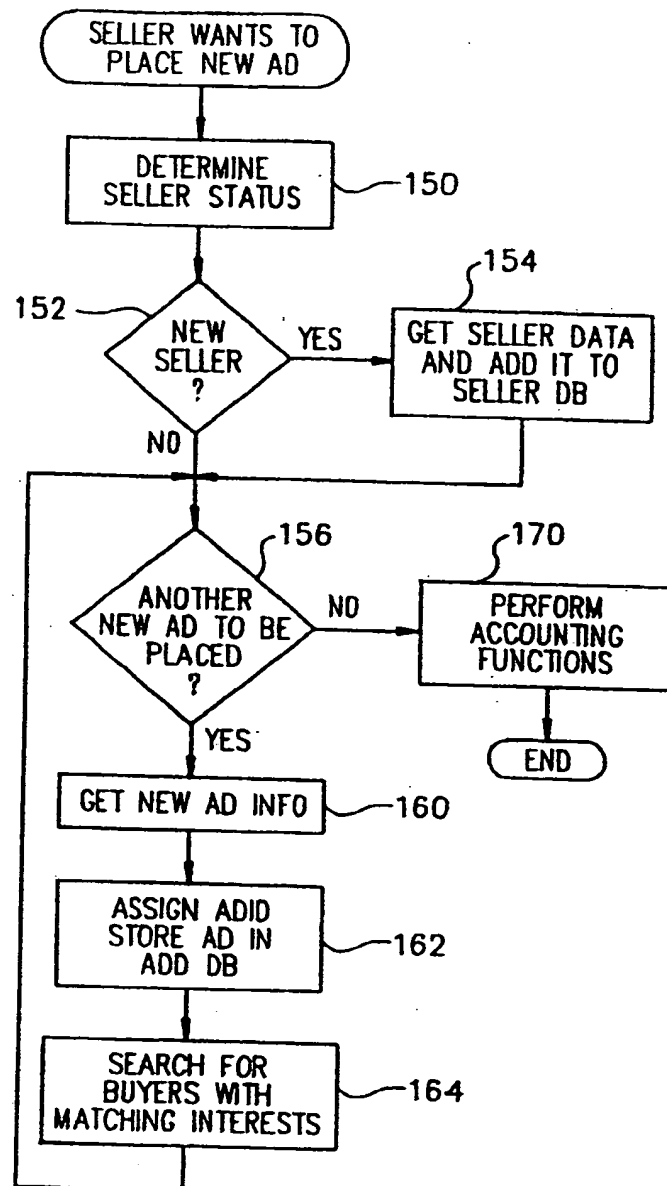 SELLER WANTS TO
PLACE NEW AD
DETERMINE
SELLER STATUS
150
152
NEW
SELLER
?
YES
NO
154
GET SELLER DATA
AND ADD IT TO
SELLER DB
156
ANOTHER
NEW AD TO BE
PLACED
?
NO
YES
170
PERFORM
ACCOUNTING
FUNCTIONS
END
GET NEW AD INFO
160
ASSIGN ADID
STORE AD IN
ADD DB
162
SEARCH FOR
BUYERS WITH
MATCHING INTERESTS
164